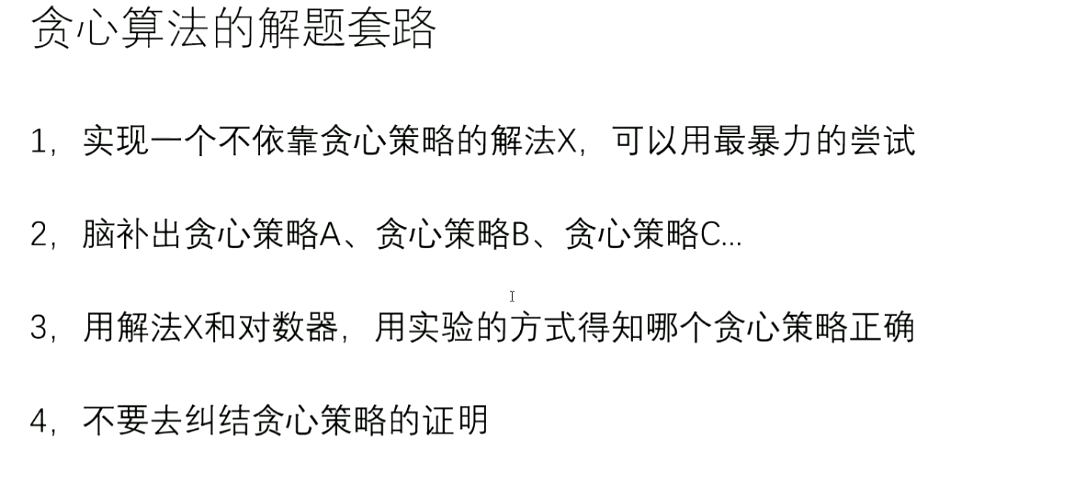 贪心算法的解题套路
1，实现一个不依靠贪心策略的解法X，可以用最暴力的尝试
2，脑补出贪心策略A、贪心策略B、贪心策略C...
3，用解法X和对数器，用实验的方式得知哪个贪心策略正确
4，不要去纠结贪心策略的证明